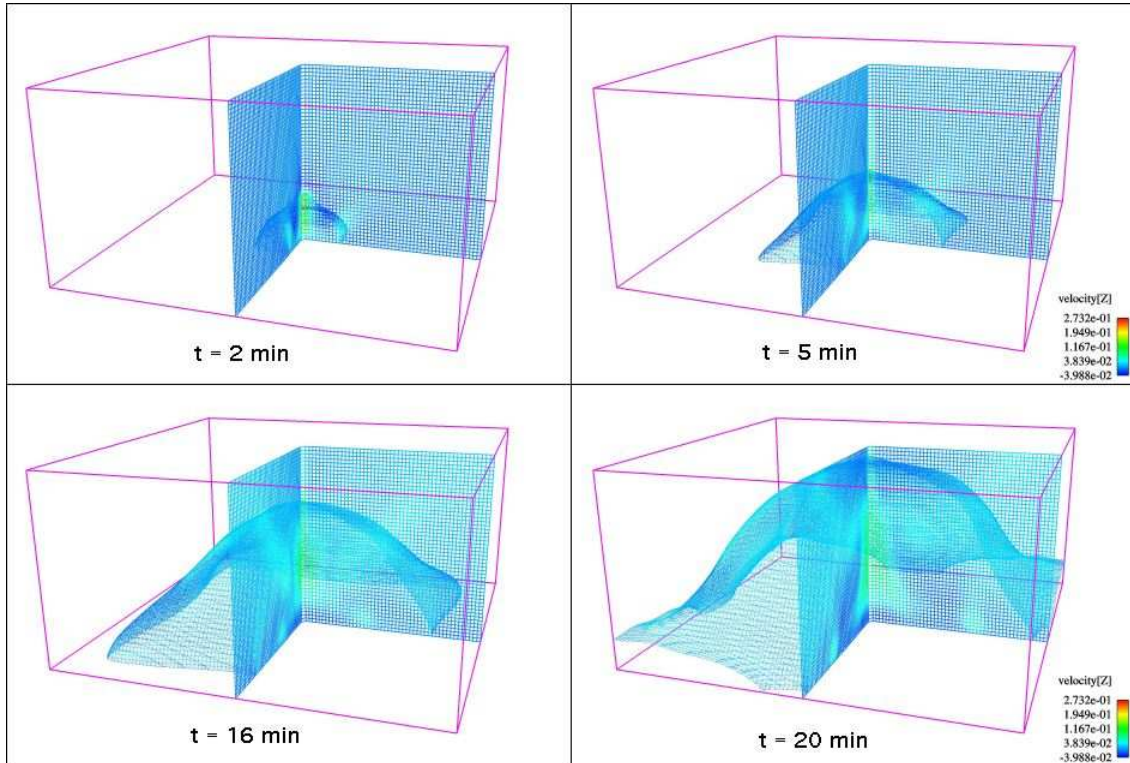 t = 2 min
t = 5 min
velocity[Z]
2.732e-01
1.949e-01
1.167e-01
3.839e-02
-3.988e-02
t = 16 min
t = 20 min
velocity[Z]
2.732e-01
1.949e-01
1.167e-01
3.839e-02
-3.988e-02